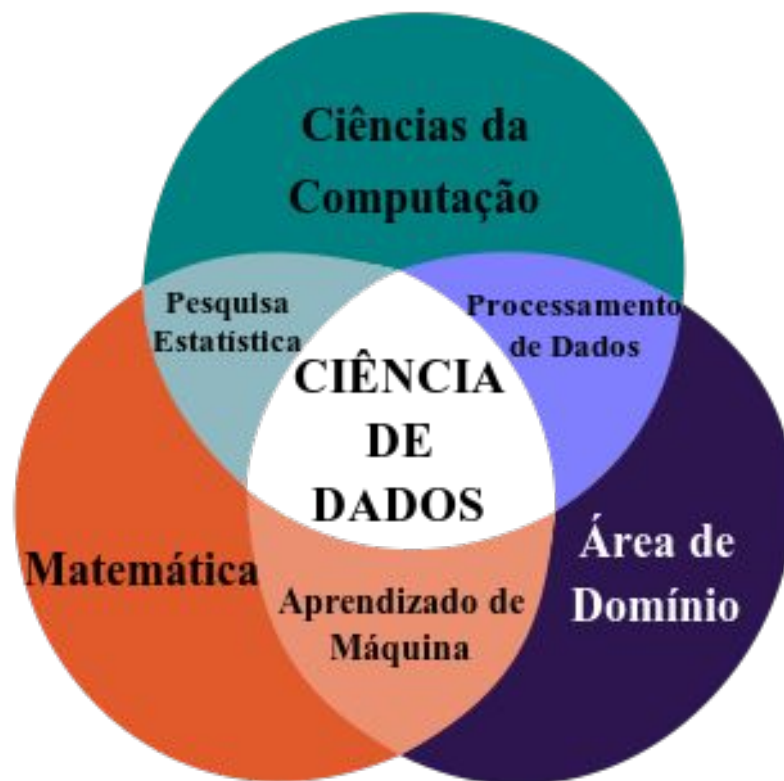 Ciências da
Computação
Pesquisa
Estatística
Processamento
de Dados
CIÊNCIA
DE
DADOS
Matemática
Área de
Domínio
Aprendizado de
Máquina